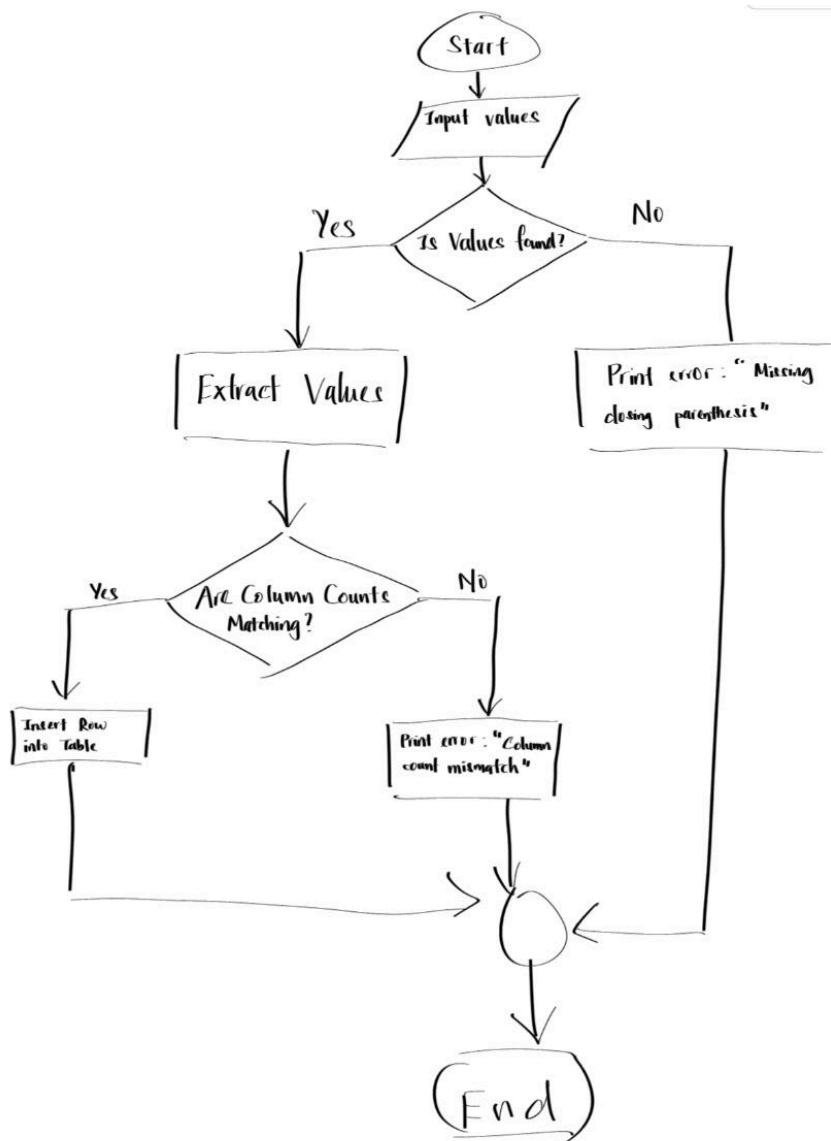 Start
Input values
Is Values found?
Yes
No
Extract Values
Print error: "Missing
closing parenthesis"
Are Column Counts
Matching?
Yes
No
Insert Row
into Table
Print error: "Column
count mismatch"
End